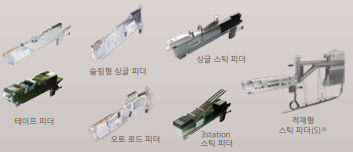 슬림형 싱글 피더
싱글 스틱 피더
테이프 피더
오토 로드 피더
3station
스틱 피더
적재형
스틱 피더(S)※